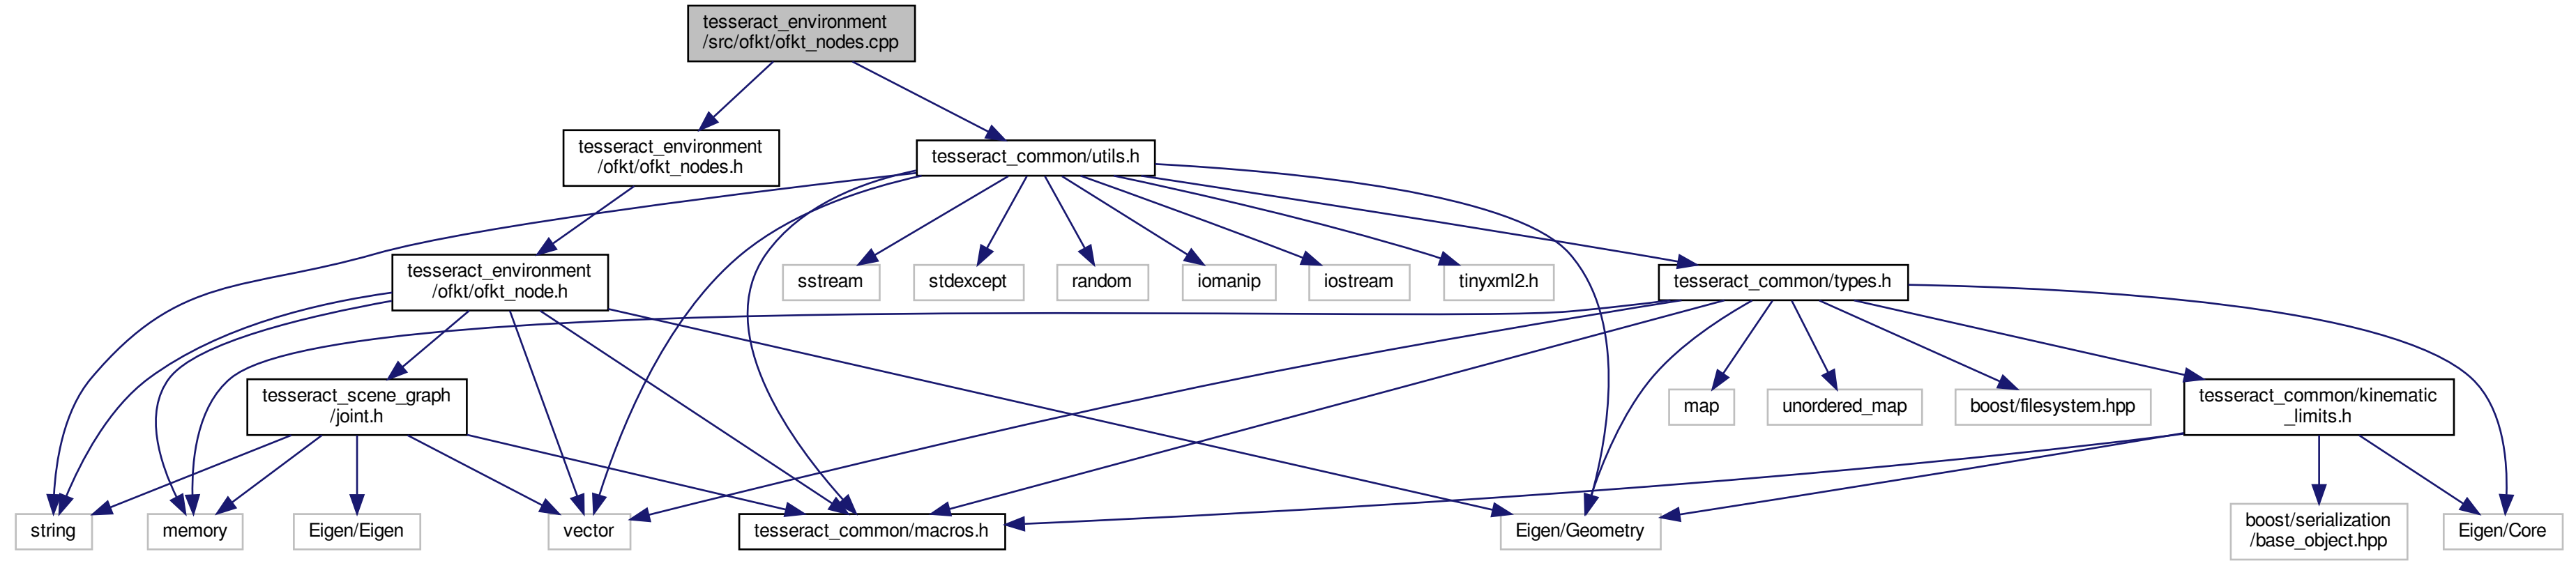 tesseract_environment
/src/ofkt/ofkt_nodes.cpp
tesseract_environment
/ofkt/ofkt_nodes.h
tesseract_common/utils.h
tesseract_environment
/ofkt/ofkt_node.h
sstream
stdexcept
random
iomanip
iostream
tinyxml2.h
tesseract_common/types.h
tesseract_scene_graph
/joint.h
map
unordered_map
boost/filesystem.hpp
tesseract_common/kinematic
_limits.h
string
memory
Eigen/Eigen
vector
tesseract_common/macros.h
Eigen/Geometry
boost/serialization
/base_object.hpp
Eigen/Core